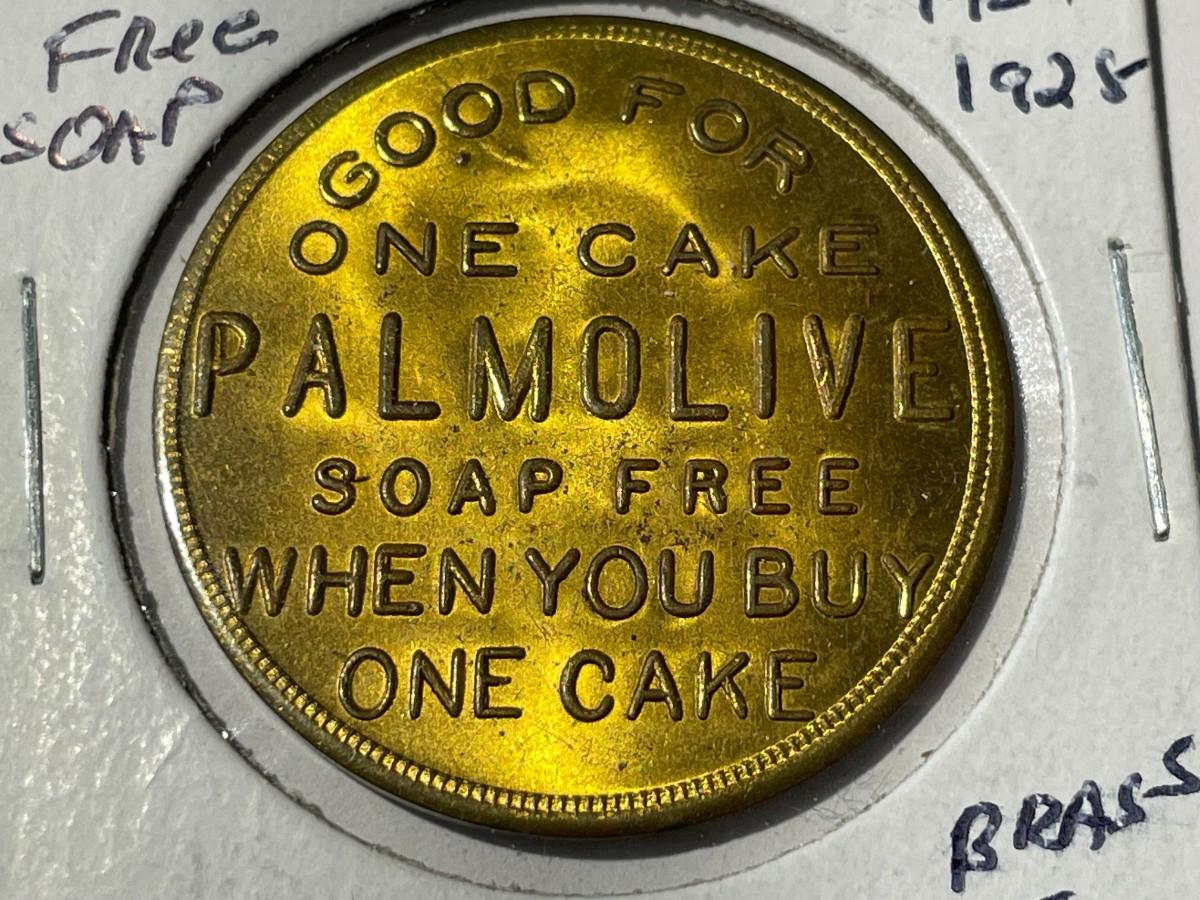 Free
SOAP
1925
GOOD FOR
ONE CAKE
PALMOLIVE
SOAP FREE
WHEN YOU BUY
ONE CAKE
BRASS